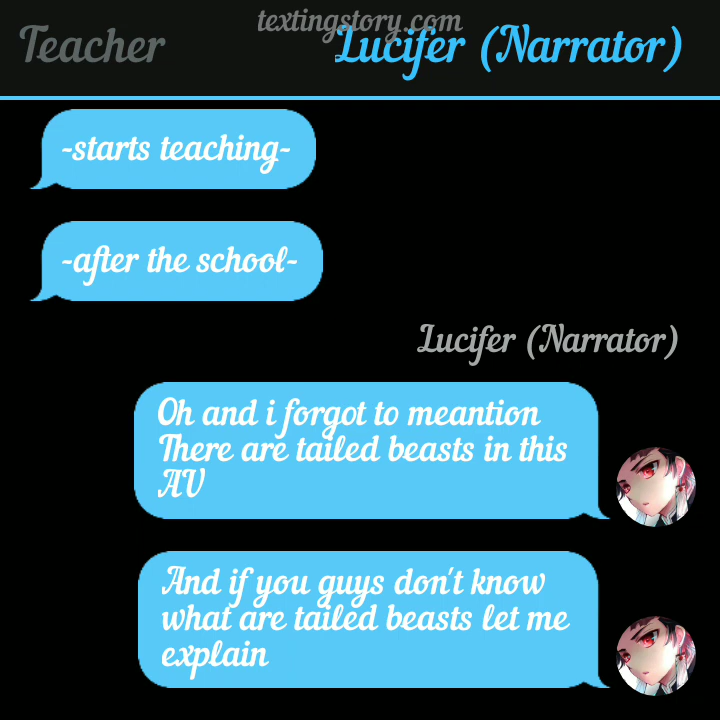 textingstory.com
Teacher
Lucifer (Narrator)
-starts teaching-
-after the school-
Lucifer (Narrator)
Oh and i forgot to meantion
There are tailed beasts in this
AV
And if you guys don't know
what are tailed beasts let me
explain